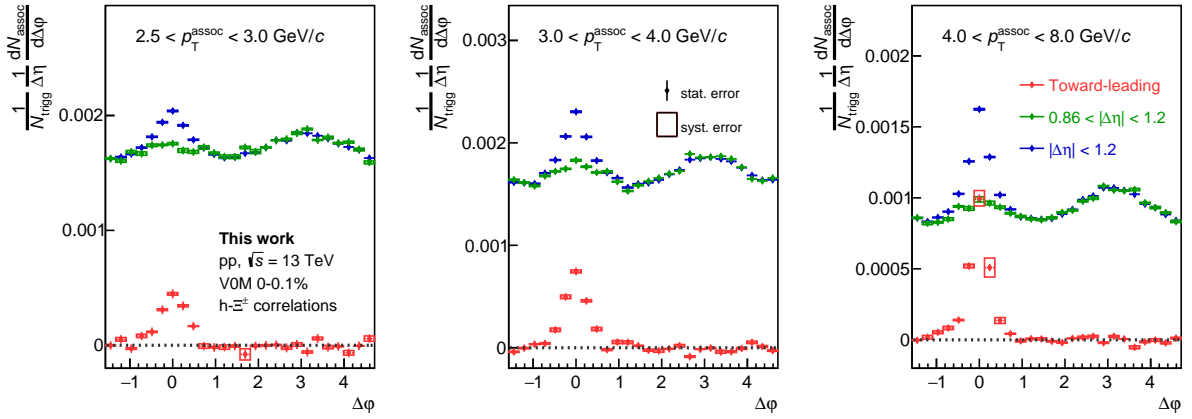 1/N_trigg 1/Δη dN_assoc/dΔφ
2.5 < p_T^assoc < 3.0 GeV/c
0.002
0.001
0
This work
pp, √s = 13 TeV
V0M 0-0.1%
h-Ξ± correlations
−1 0 1 2 3 4
Δφ
1/N_trigg 1/Δη dN_assoc/dΔφ
0.003
3.0 < p_T^assoc < 4.0 GeV/c
stat. error
syst. error
0.002
0.001
0
−1 0 1 2 3 4
Δφ
1/N_trigg 1/Δη dN_assoc/dΔφ
4.0 < p_T^assoc < 8.0 GeV/c
0.002
Toward-leading
0.86 < |Δη| < 1.2
|Δη| < 1.2
0.0015
0.001
0.0005
0
−1 0 1 2 3 4
Δφ